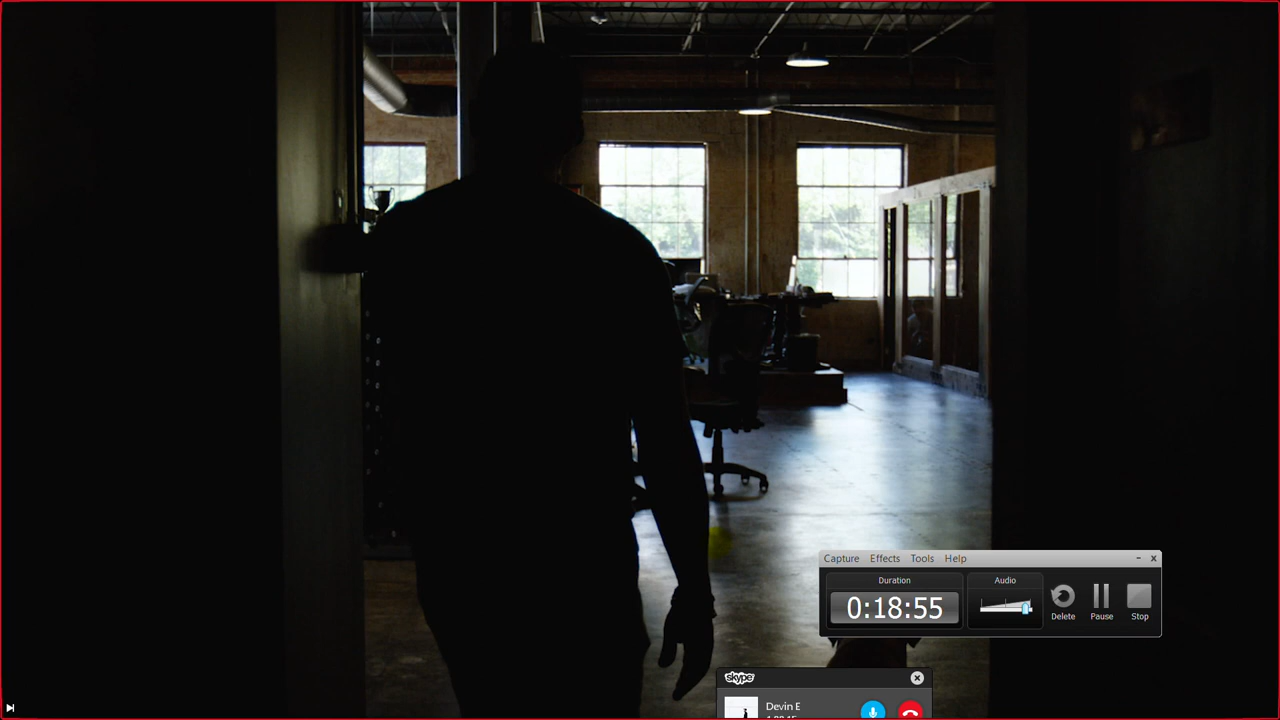 Capture Effects Tools Help
Duration
0:18:55
Audio
Delete Pause Stop
skype
Devin E